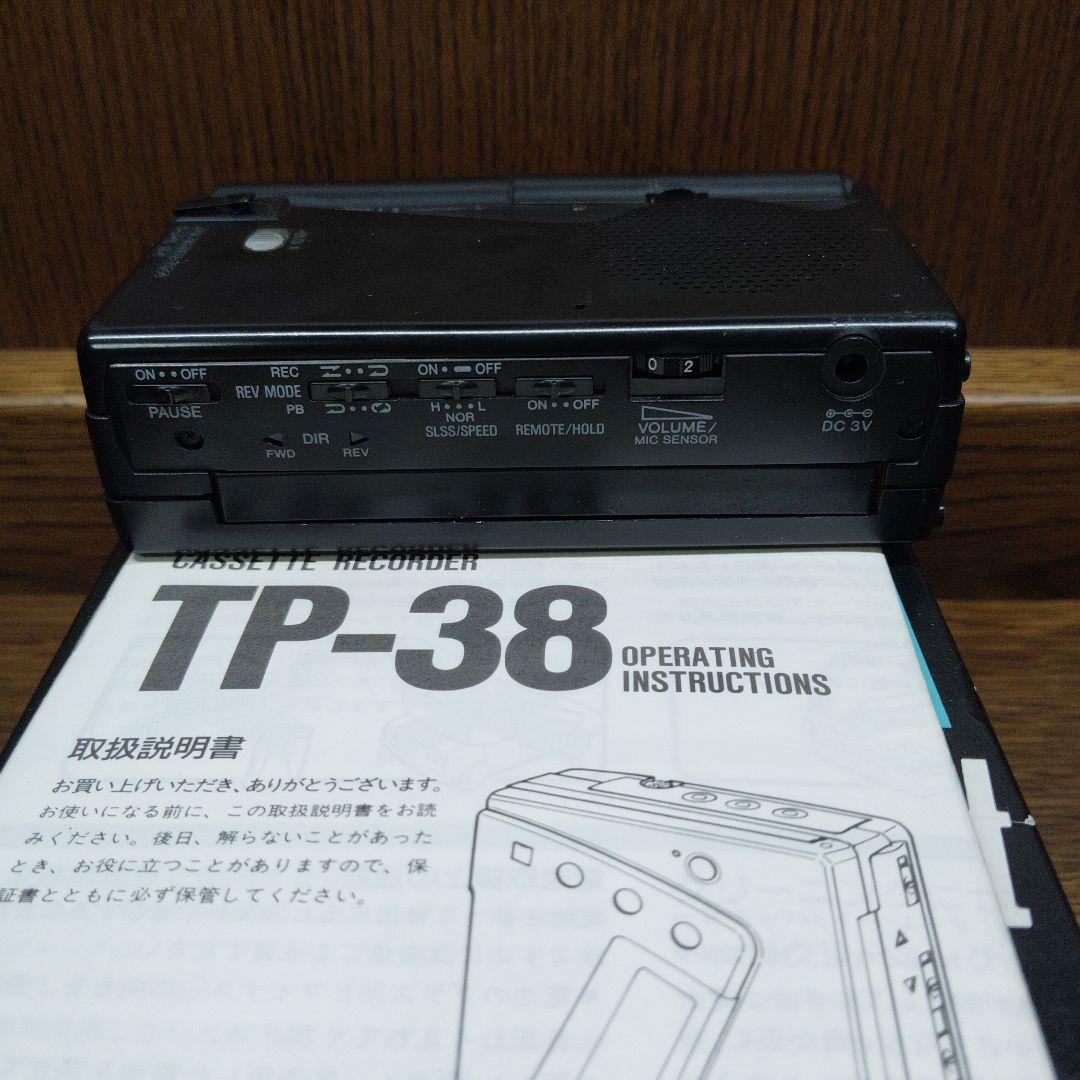 ON • • OFF
PAUSE
REC
REV MODE
PB
DIR
FWD
REV
ON • OFF
H • • • L
NOR
SLSS/SPEED
ON • • OFF
REMOTE/HOLD
0 2
VOLUME/
MIC SENSOR
DC 3V
CASSETTE RECORDER
TP-38
OPERATING
INSTRUCTIONS
取扱説明書
お買い上げいただき、ありがとうございます。
お使いになる前に、この取扱説明書をお読
みください。後日、解らないことがあった
とき、お役に立つことがありますので、保
証書とともに必ず保管してください。
t